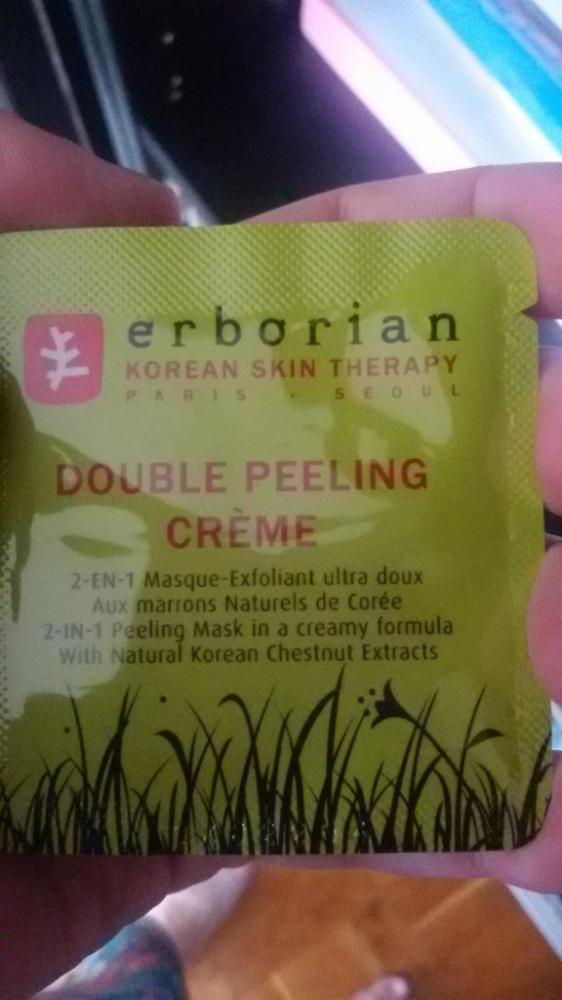 erborian
KOREAN SKIN THERAPY
PARIS · SEOUL
DOUBLE PEELING
CRÈME
2-EN-1 Masque-Exfoliant ultra doux
Aux marrons Naturels de Corée
2-IN-1 Peeling Mask in a creamy formula
With Natural Korean Chestnut Extracts